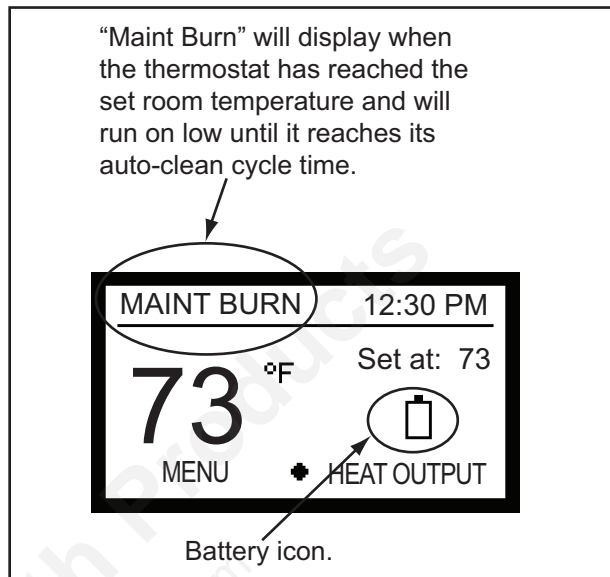 “Maint Burn” will display when
the thermostat has reached the
set room temperature and will
run on low until it reaches its
auto-clean cycle time.
MAINT BURN 12:30 PM
73 °F Set at: 73
MENU HEAT OUTPUT
Battery icon.